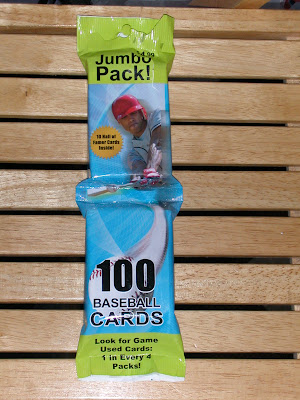 Jumbo
Pack!
10 Hall of
Famer Cards
Inside!
100
BASEBALL
CARDS
Look for Game
Used Cards:
1 in Every 4
Packs!